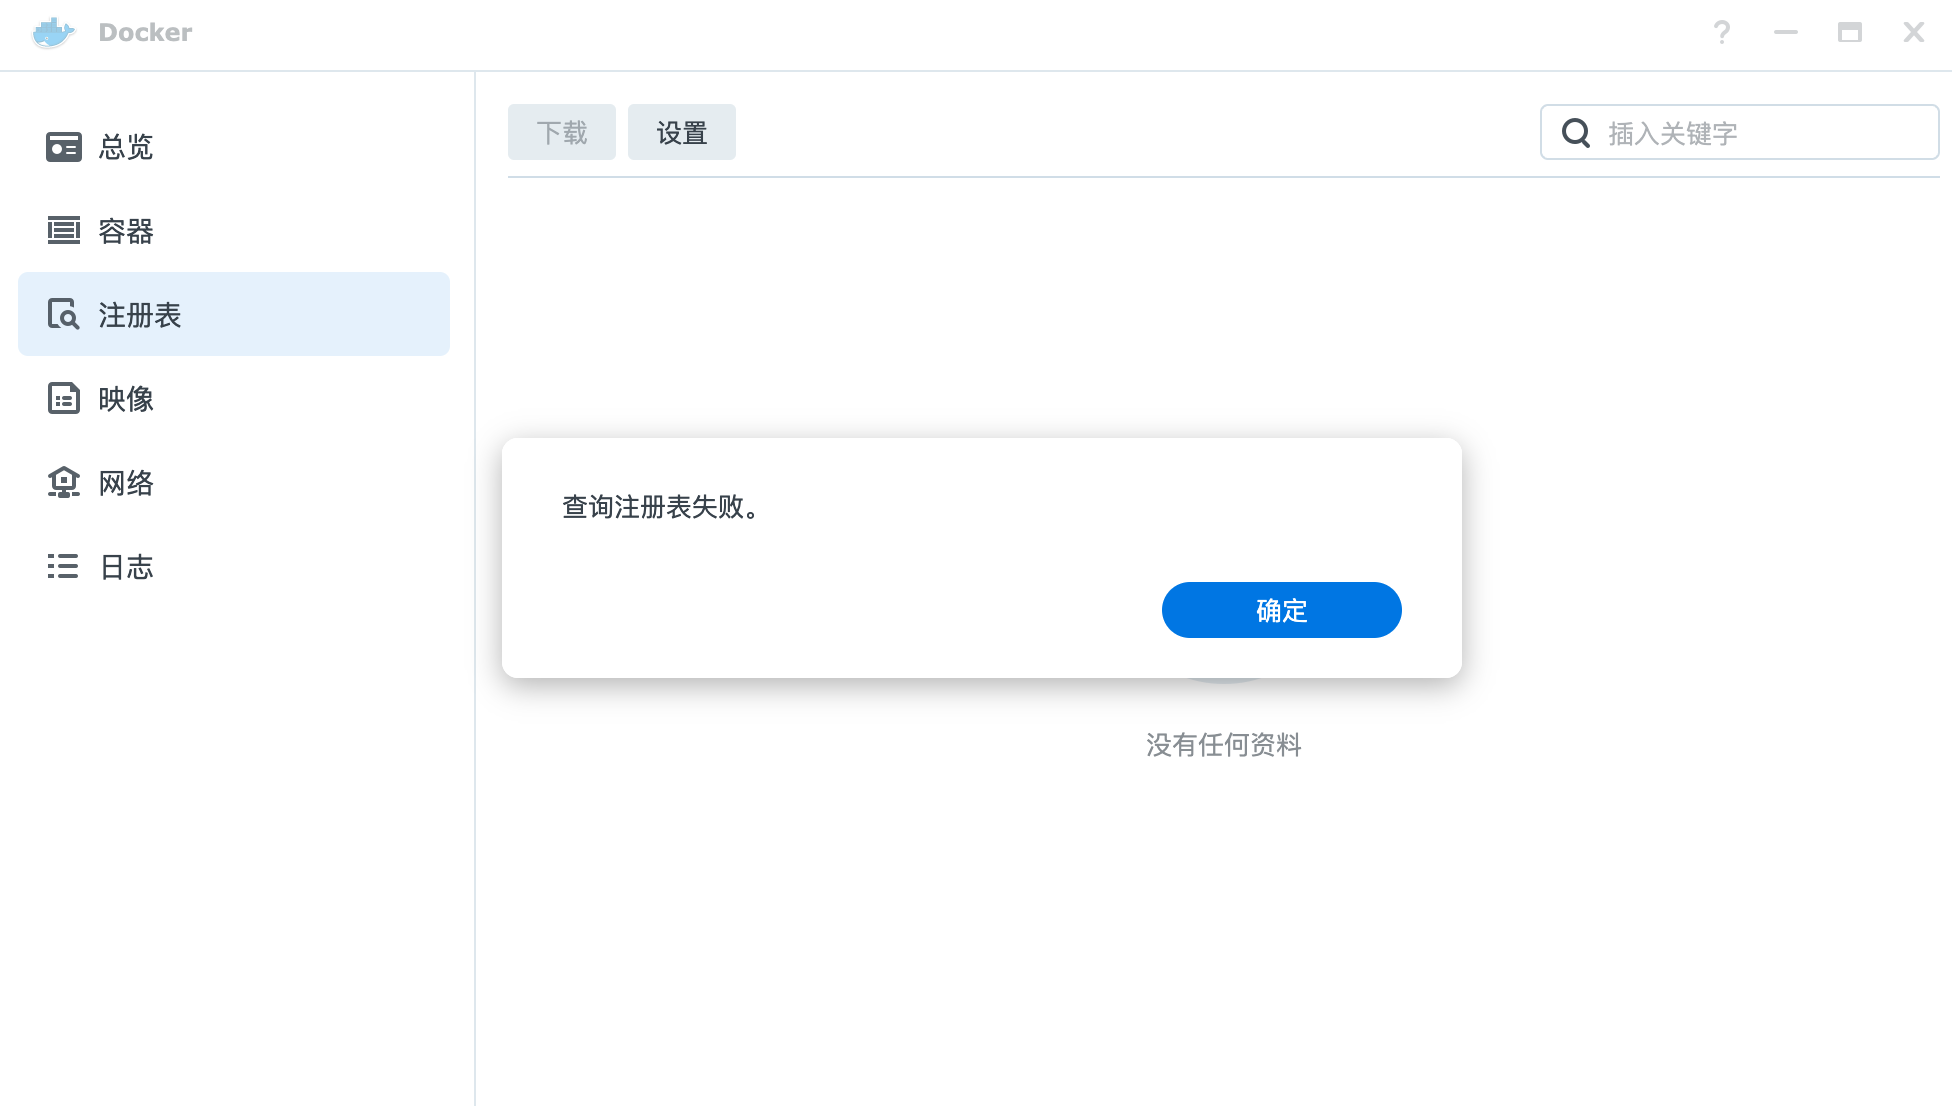 Docker
总览
容器
注册表
映像
网络
日志
下载
设置
插入关键字
查询注册表失败。
确定
没有任何资料